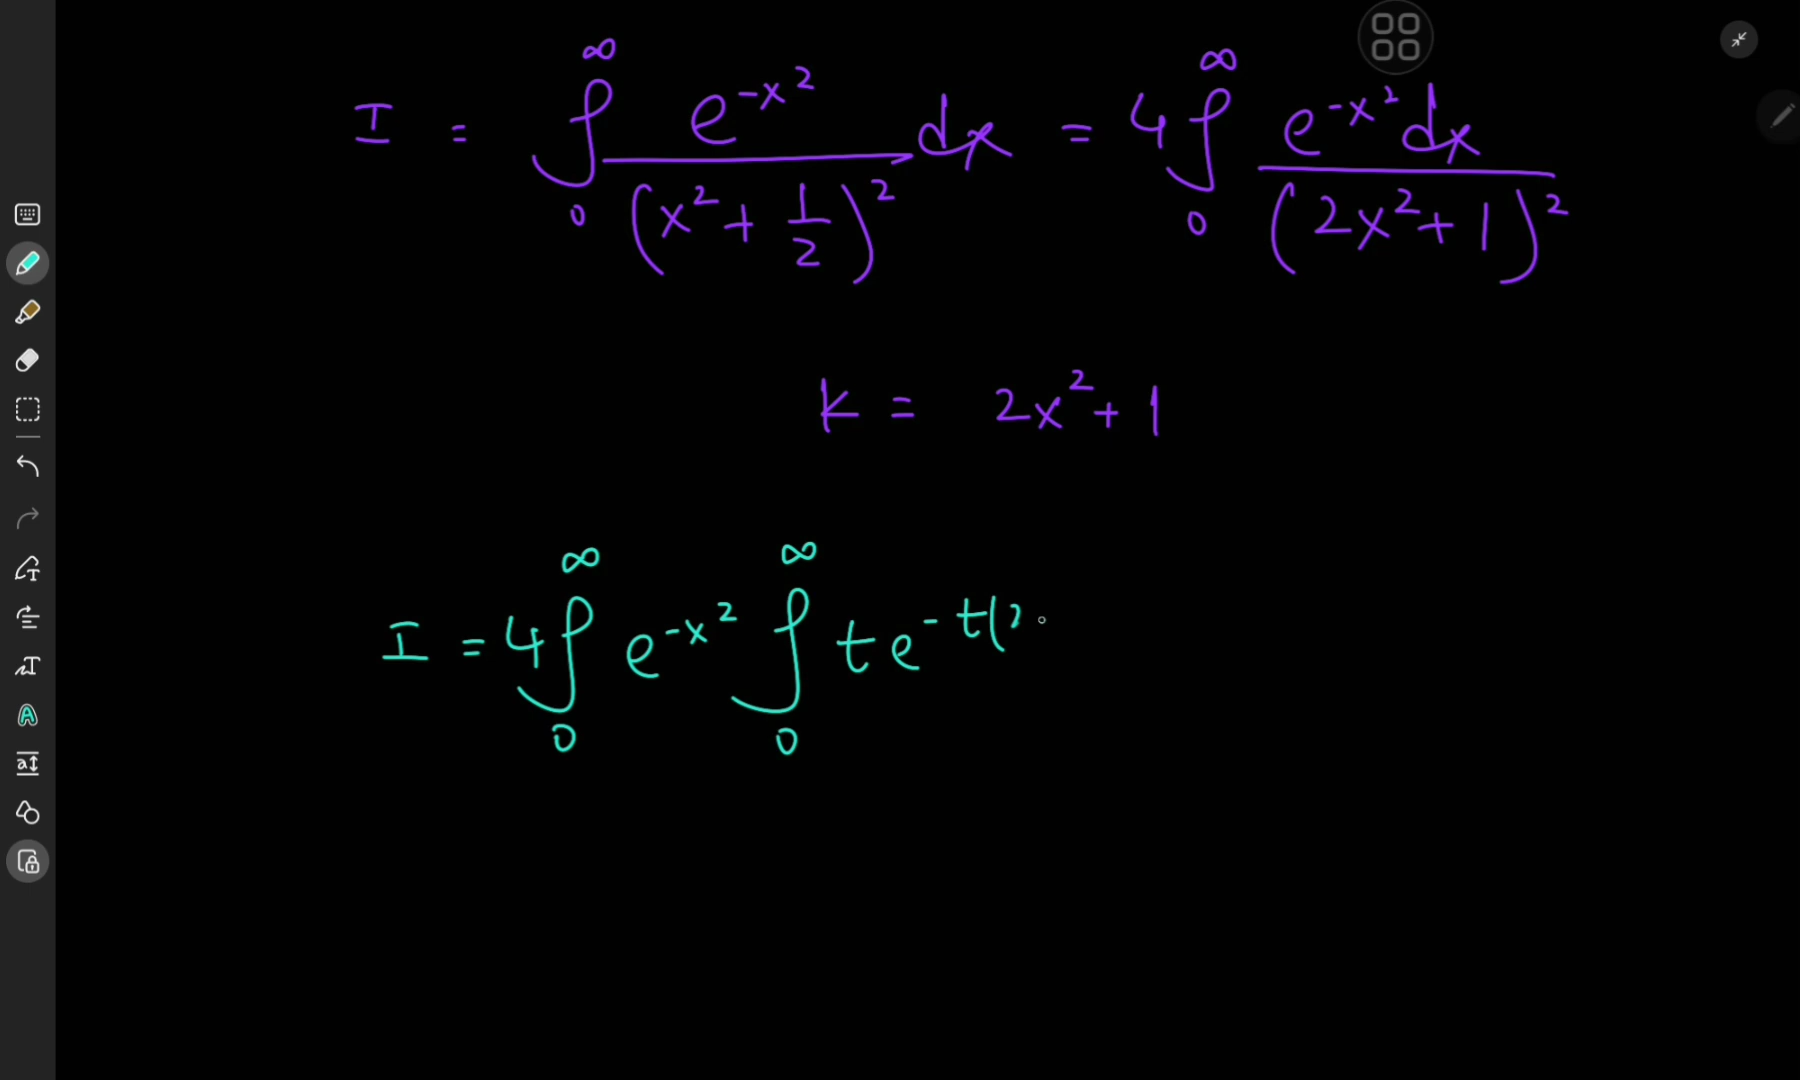 I = ∫₀^∞ e^{-x²} / (x² + 1/2)² dx = 4∫₀^∞ e^{-x²} dx / (2x² + 1)²
k = 2x² + 1
I = 4∫₀^∞ e^{-x²} ∫₀^∞ t e^{-t(